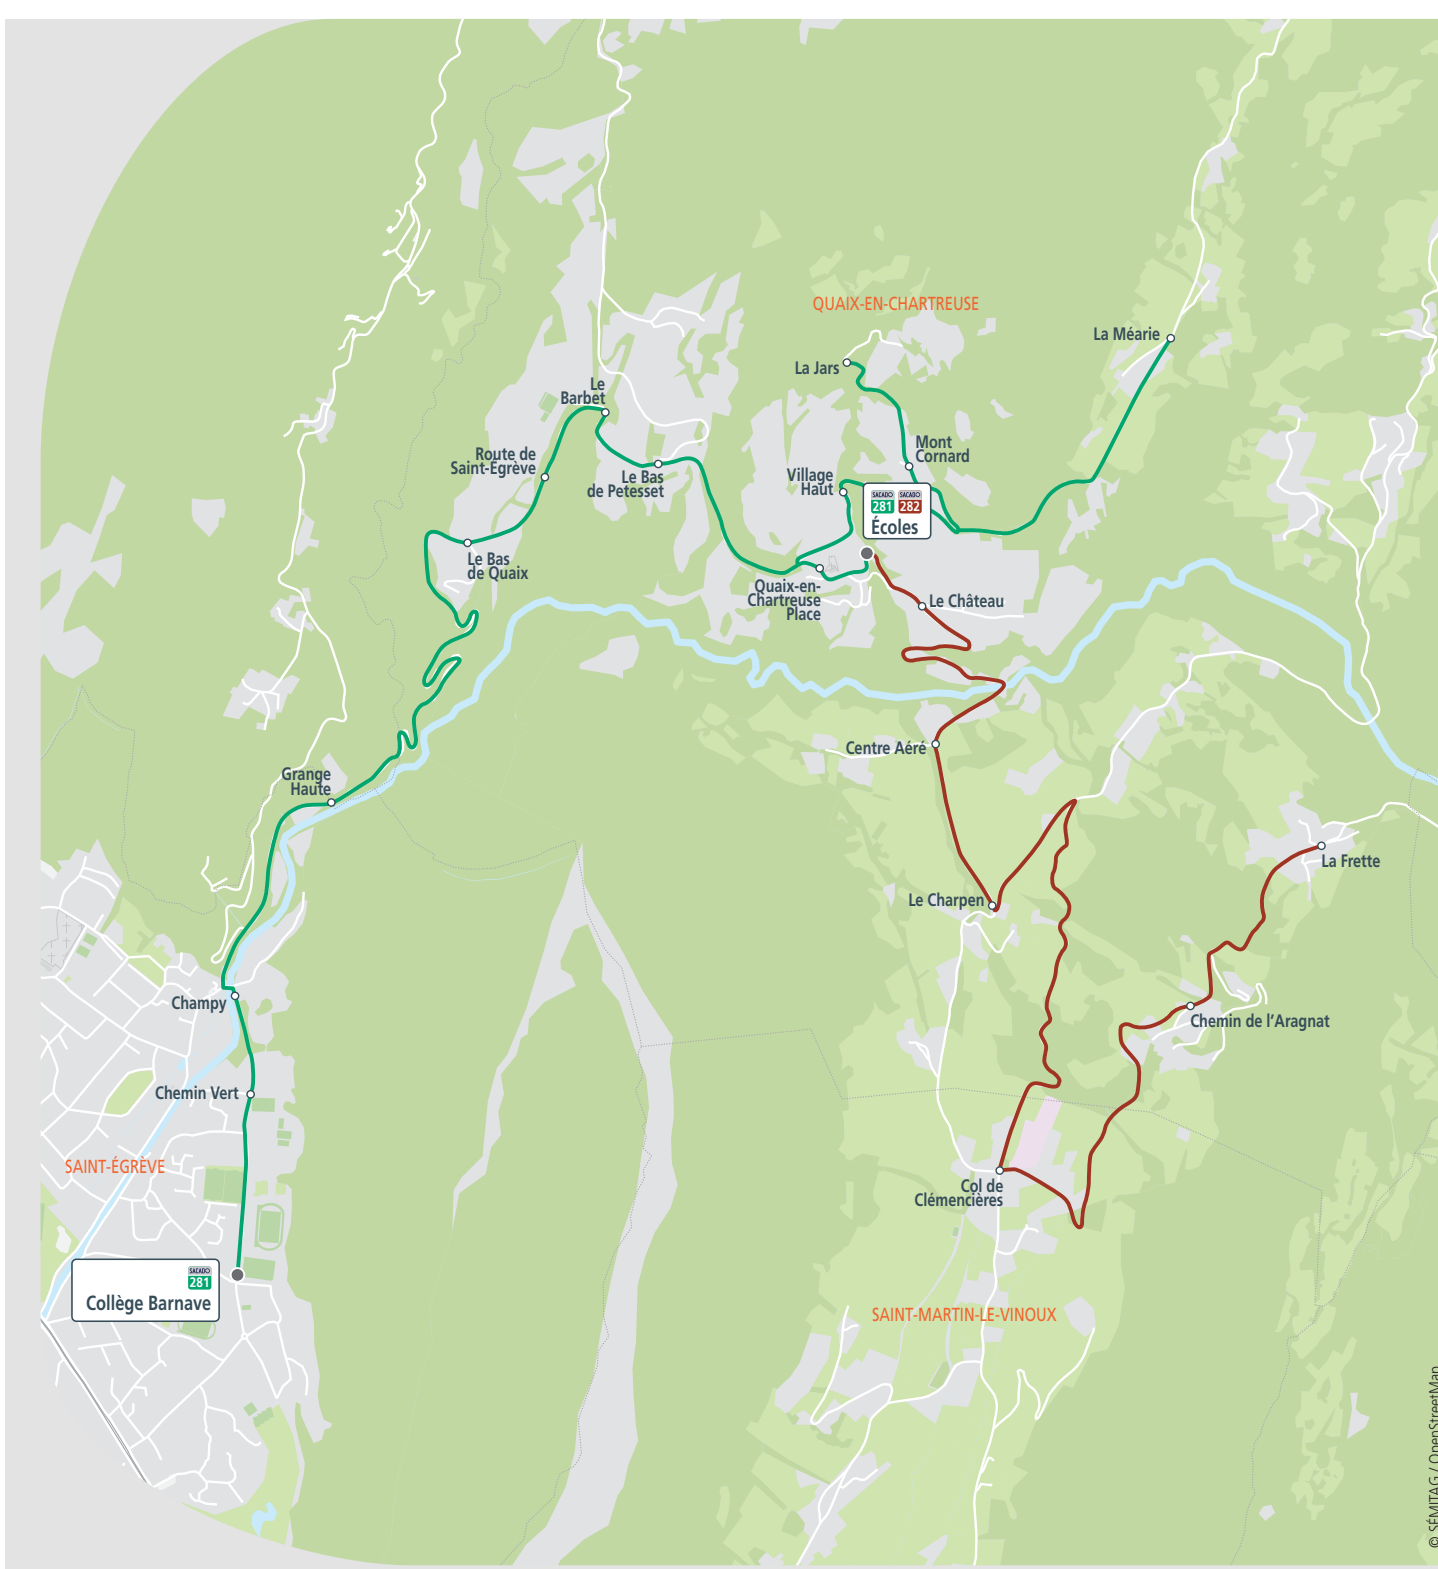 QUAIX-EN-CHARTREUSE
La Méarie
La Jars
Le
Barbet
Mont
Cornard
Route de
Saint-Égrève
Village
Haut
Le Bas
de Petesset
SACADO SACADO
281 282
Écoles
Le Bas
de Quaix
Quaix-en-
Chartreuse
Place
Le Château
Centre Aéré
Grange
Haute
La Frette
Le Charpen
Champy
Chemin de l'Aragnat
Chemin Vert
SAINT-ÉGRÈVE
Col de
Clémencières
SACADO
281
Collège Barnave
SAINT-MARTIN-LE-VINOUX
© SÉMITAG / OpenStreetMap